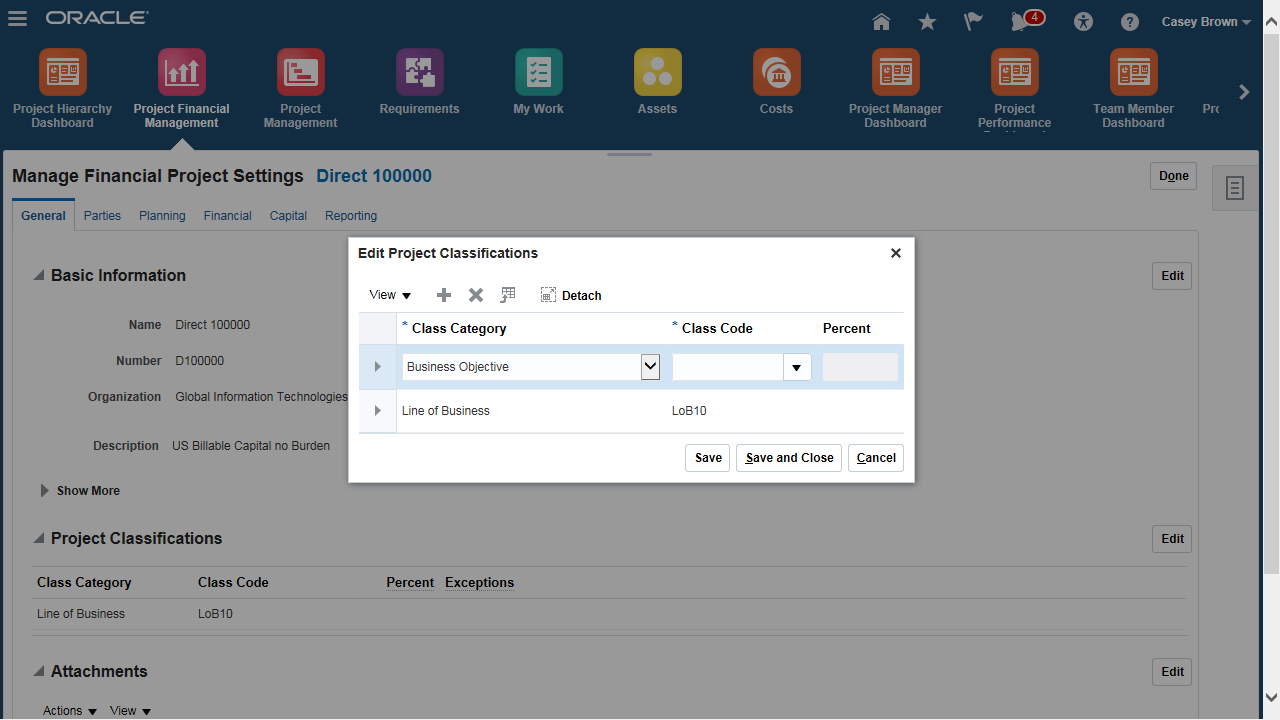 ORACLE
4
Casey Brown
Project Hierarchy
Dashboard
Project Financial
Management
Project
Management
Requirements
My Work
Assets
Costs
Project Manager
Dashboard
Project
Performance
Team Member
Dashboard
Manage Financial Project Settings Direct 100000
Done
General Parties Planning Financial Capital Reporting
Basic Information
Edit
Name Direct 100000
Number D100000
Organization Global Information Technologies
Description US Billable Capital no Burden
Show More
Edit Project Classifications
View Detach
* Class Category * Class Code Percent
Business Objective
Line of Business LoB10
Save Save and Close Cancel
Project Classifications
Edit
Class Category Class Code Percent Exceptions
Line of Business LoB10
Attachments
Edit
Actions View